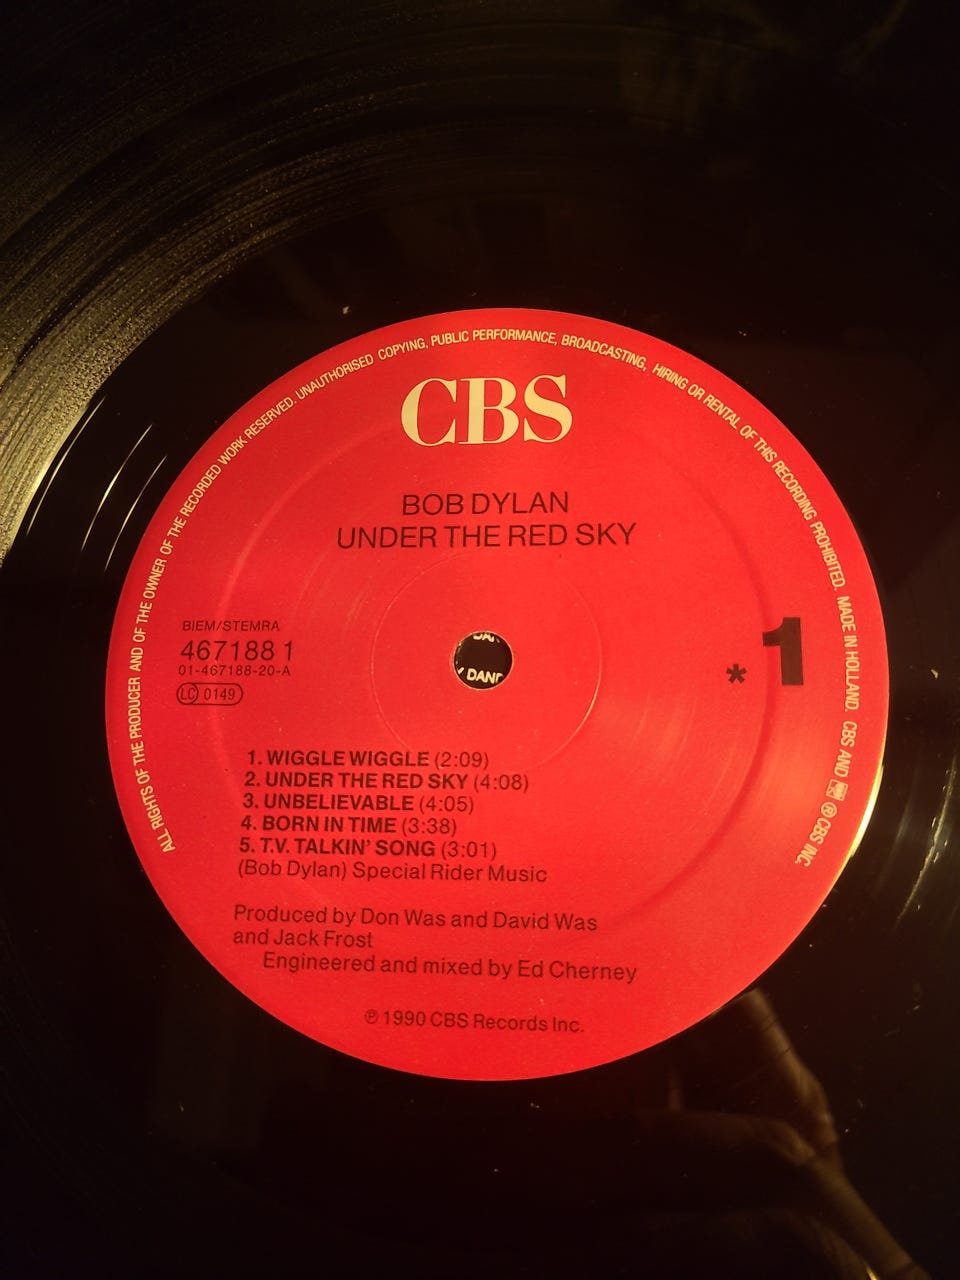 ALL RIGHTS OF THE PRODUCER AND OF THE OWNER OF THE RECORDED WORK RESERVED. UNAUTHORISED COPYING, PUBLIC PERFORMANCE, BROADCASTING, HIRING OR RENTAL OF THIS RECORDING PROHIBITED. MADE IN HOLLAND. CBS AND ℗ CBS INC.
CBS
BOB DYLAN
UNDER THE RED SKY
BIEM/STEMRA
467188 1
01-467188-20-A
LC 0149
* 1
DANI
1. WIGGLE WIGGLE (2:09)
2. UNDER THE RED SKY (4:08)
3. UNBELIEVABLE (4:05)
4. BORN IN TIME (3:38)
5. T.V. TALKIN' SONG (3:01)
(Bob Dylan) Special Rider Music
Produced by Don Was and David Was
and Jack Frost
Engineered and mixed by Ed Cherney
℗ 1990 CBS Records Inc.